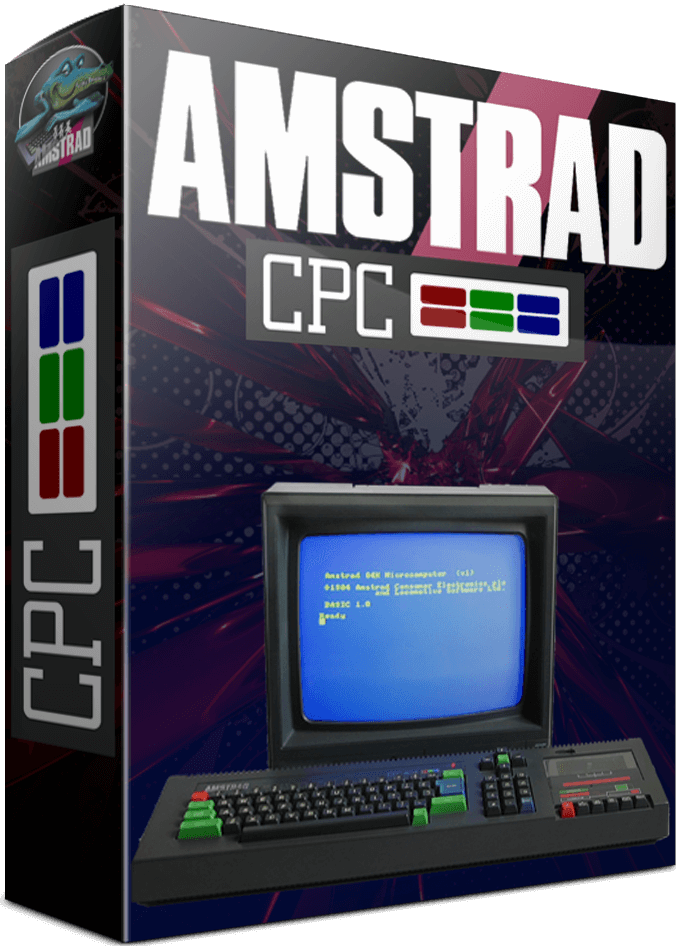 AMSTRAD
AMSTRAD
CPC
CPC
Amstrad 64K Microcomputer (v1)
©1984 Amstrad Consumer Electronics plc
and Locomotive Software Ltd.
BASIC 1.0
Ready
AMSTRAD